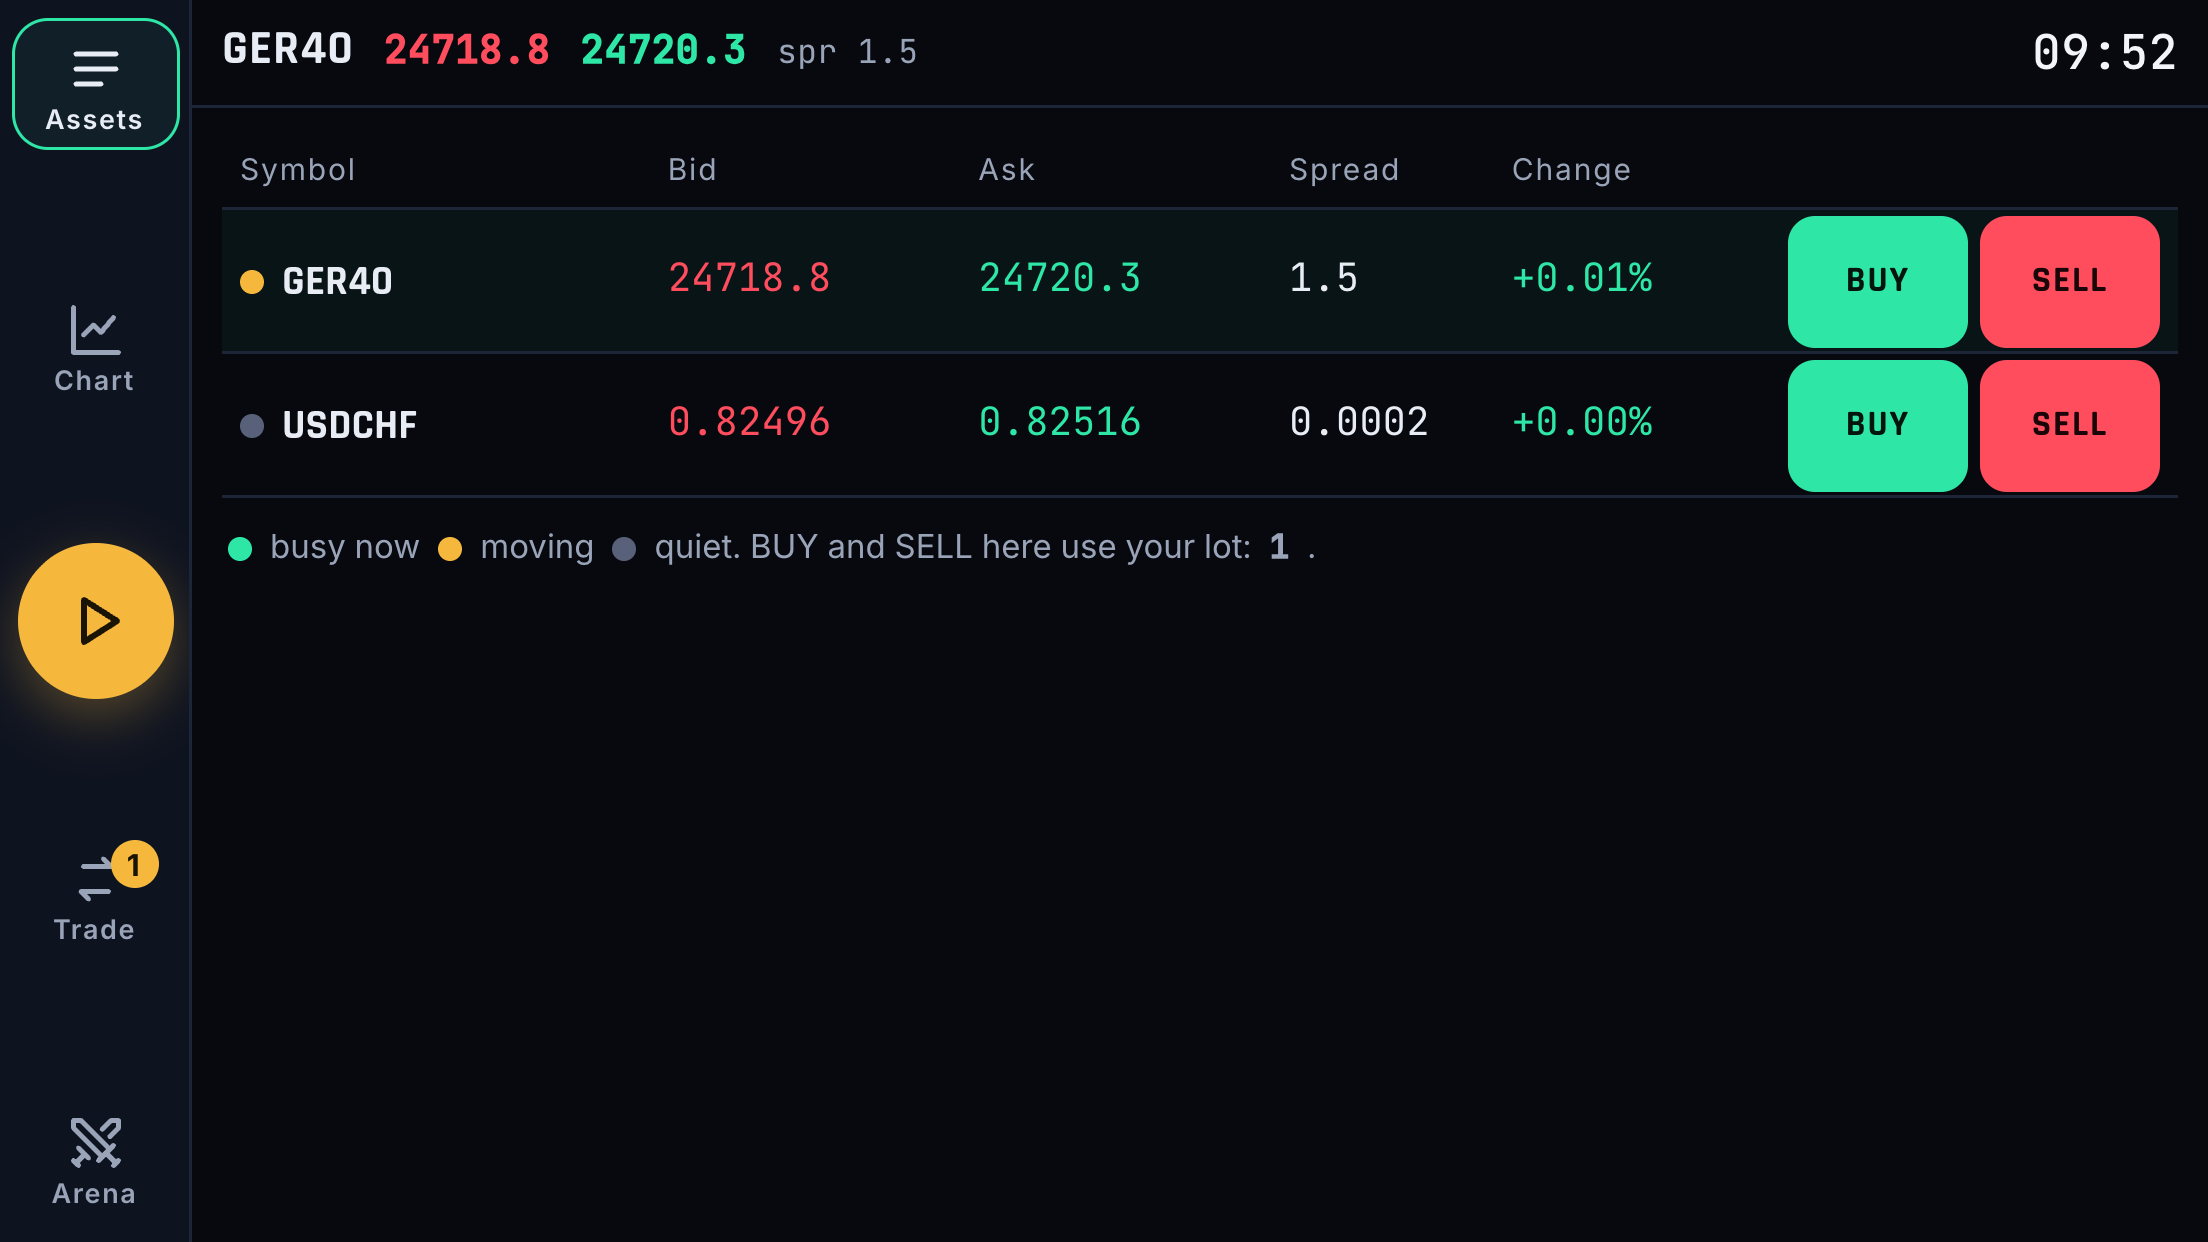 Assets
GER40 24718.8 24720.3 spr 1.5 09:52
Symbol Bid Ask Spread Change
GER40 24718.8 24720.3 1.5 +0.01% BUY SELL
Chart
USDCHF 0.82496 0.82516 0.0002 +0.00% BUY SELL
busy now moving quiet. BUY and SELL here use your lot: 1 .
1
Trade
Arena